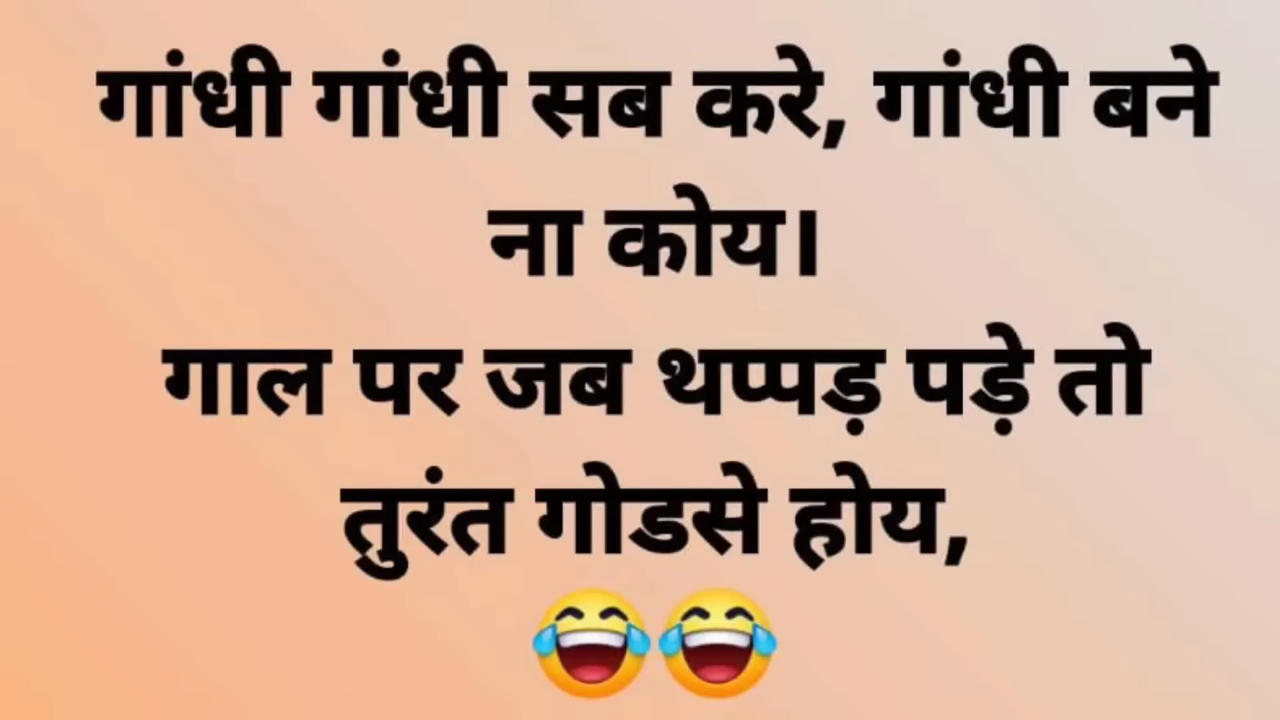 गांधी गांधी सब करे, गांधी बने
ना कोय।
गाल पर जब थप्पड़ पड़े तो
तुरंत गोडसे होय,
😂😂